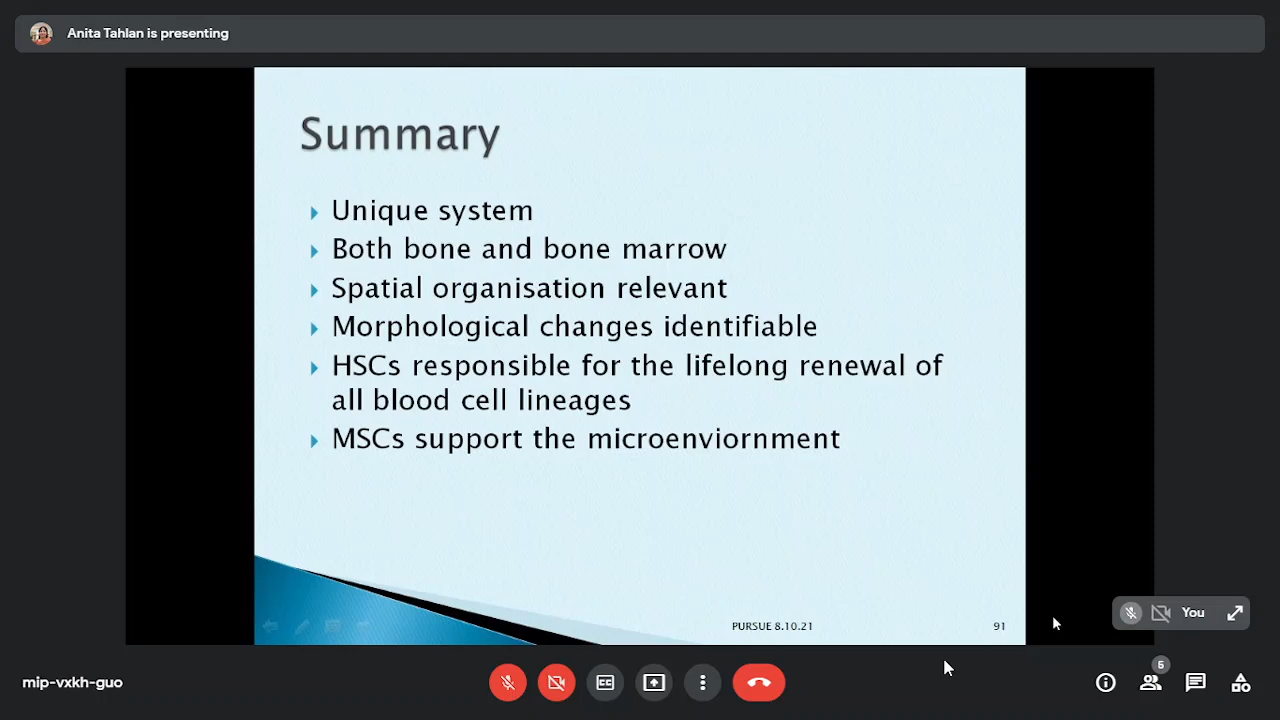 Anita Tahlan is presenting
Summary
Unique system
Both bone and bone marrow
Spatial organisation relevant
Morphological changes identifiable
HSCs responsible for the lifelong renewal of
all blood cell lineages
MSCs support the microenviornment
PURSUE 8.10.21
91
You
mip-vxkh-guo
CC
6